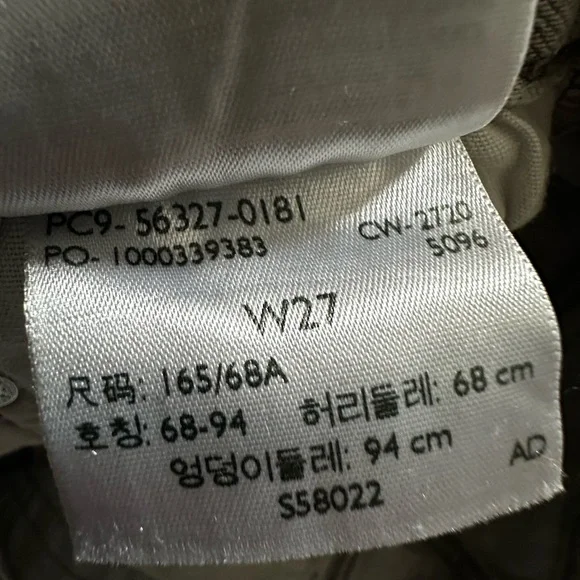 PC9- 56327-0181
CW-2720
PO- 1000339383
5096
W27
尺码: 165/68A
호칭: 68-94
허리둘레: 68 cm
엉덩이둘레: 94 cm
AD
S58022